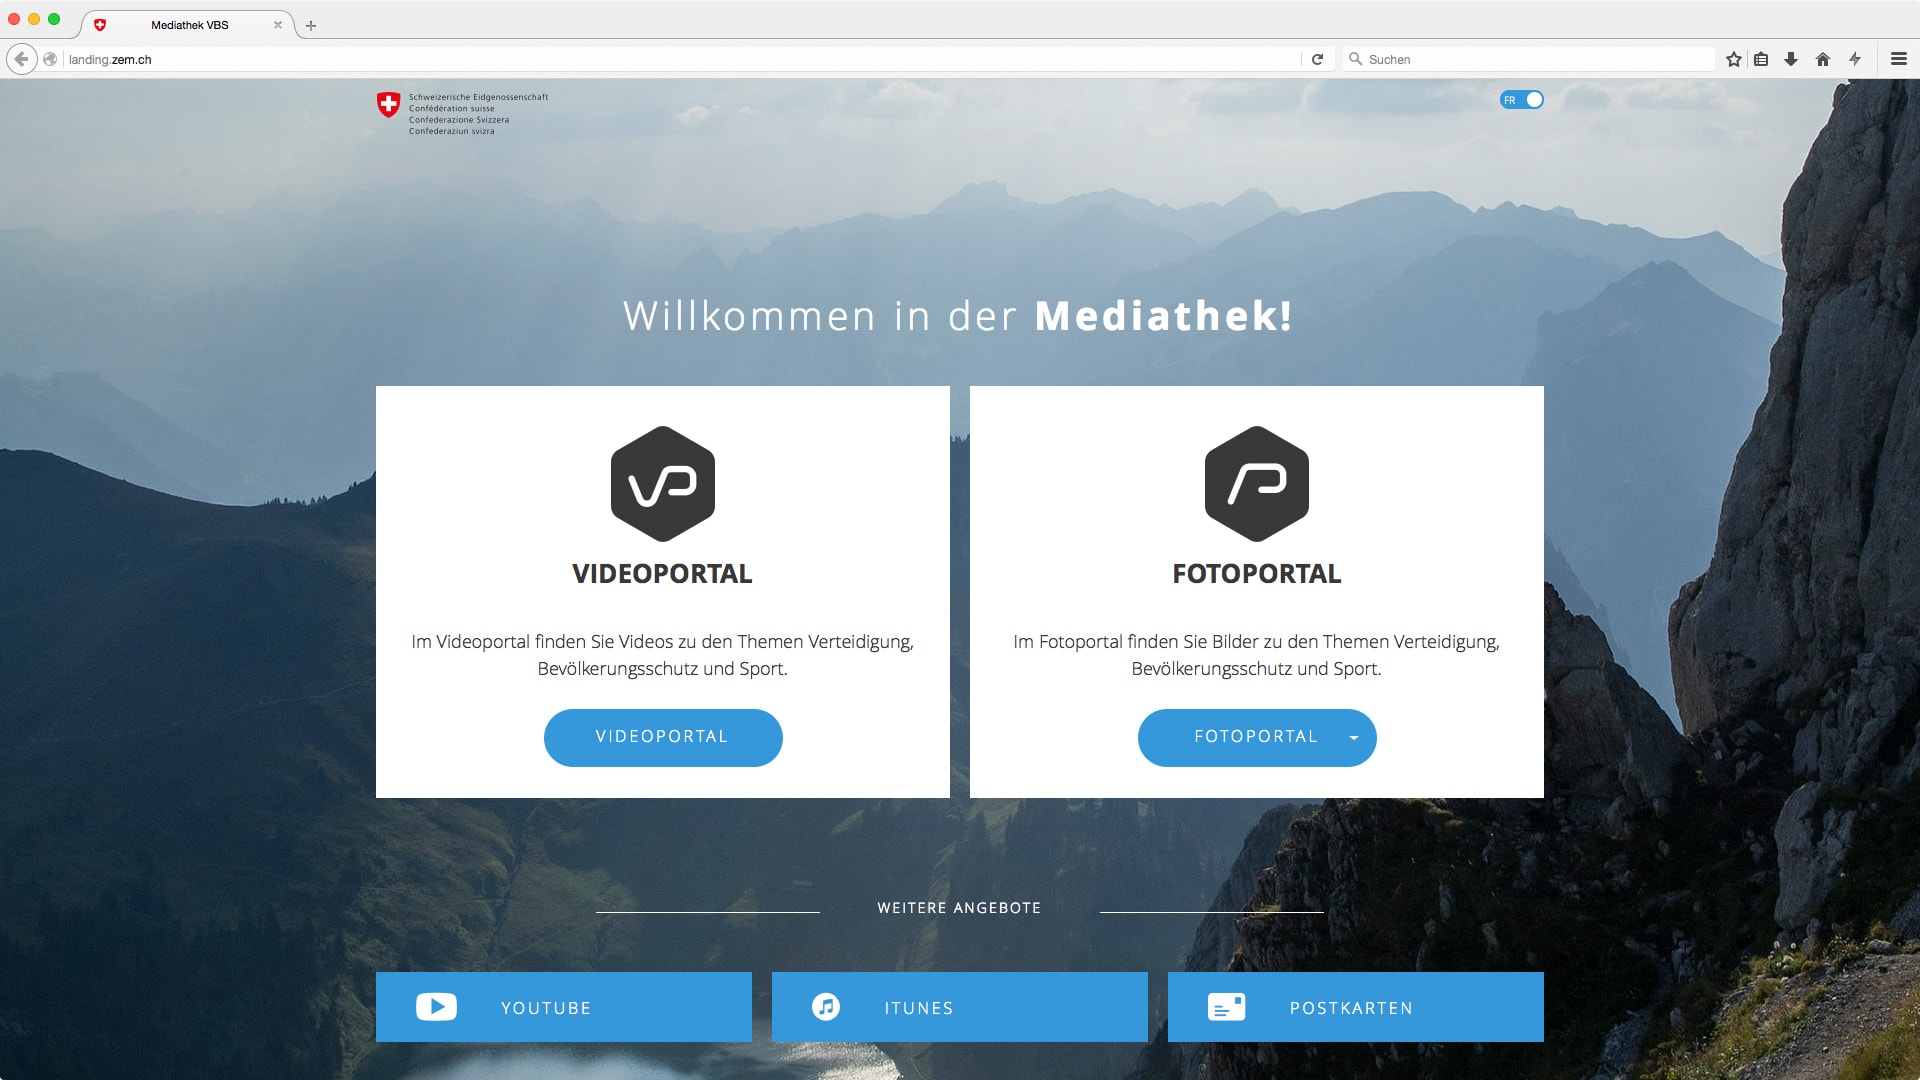 Mediathek VBS
landing.zem.ch
Suchen
Schweizerische Eidgenossenschaft
Confédération suisse
Confederazione Svizzera
Confederaziun svizra
FR
Willkommen in der Mediathek!
VP
VIDEOPORTAL
Im Videoportal finden Sie Videos zu den Themen Verteidigung,
Bevölkerungsschutz und Sport.
VIDEOPORTAL
FOTOPORTAL
Im Fotoportal finden Sie Bilder zu den Themen Verteidigung,
Bevölkerungsschutz und Sport.
FOTOPORTAL
WEITERE ANGEBOTE
YOUTUBE
ITUNES
POSTKARTEN